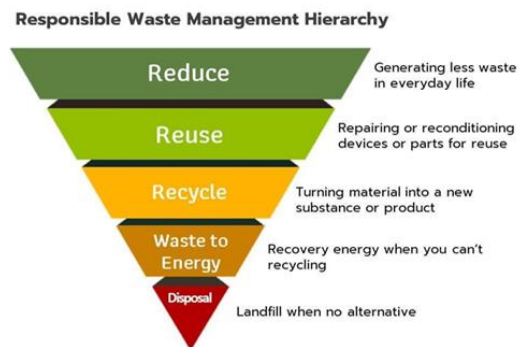 Responsible Waste Management Hierarchy
Reduce
Generating less waste
in everyday life
Reuse
Repairing or reconditioning
devices or parts for reuse
Recycle
Turning material into a new
substance or product
Waste to
Energy
Recovery energy when you can't
recycling
Disposal
Landfill when no alternative